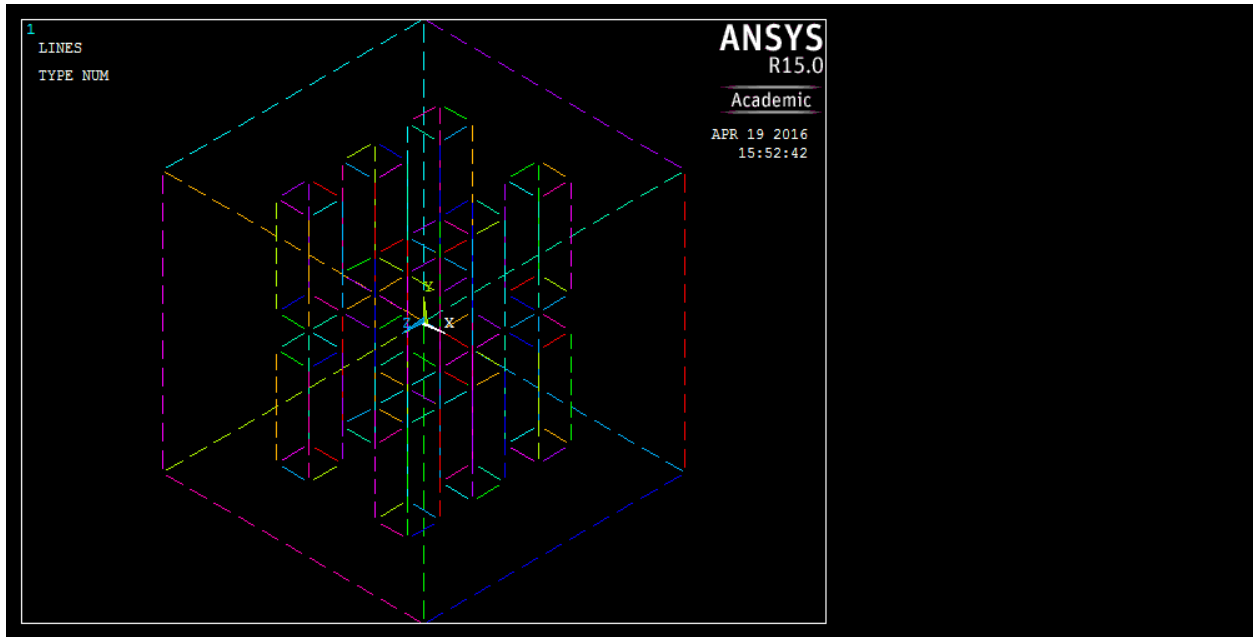 1
LINES
TYPE NUM
ANSYS
R15.0
Academic
APR 19 2016
15:52:42
Y
Z
X